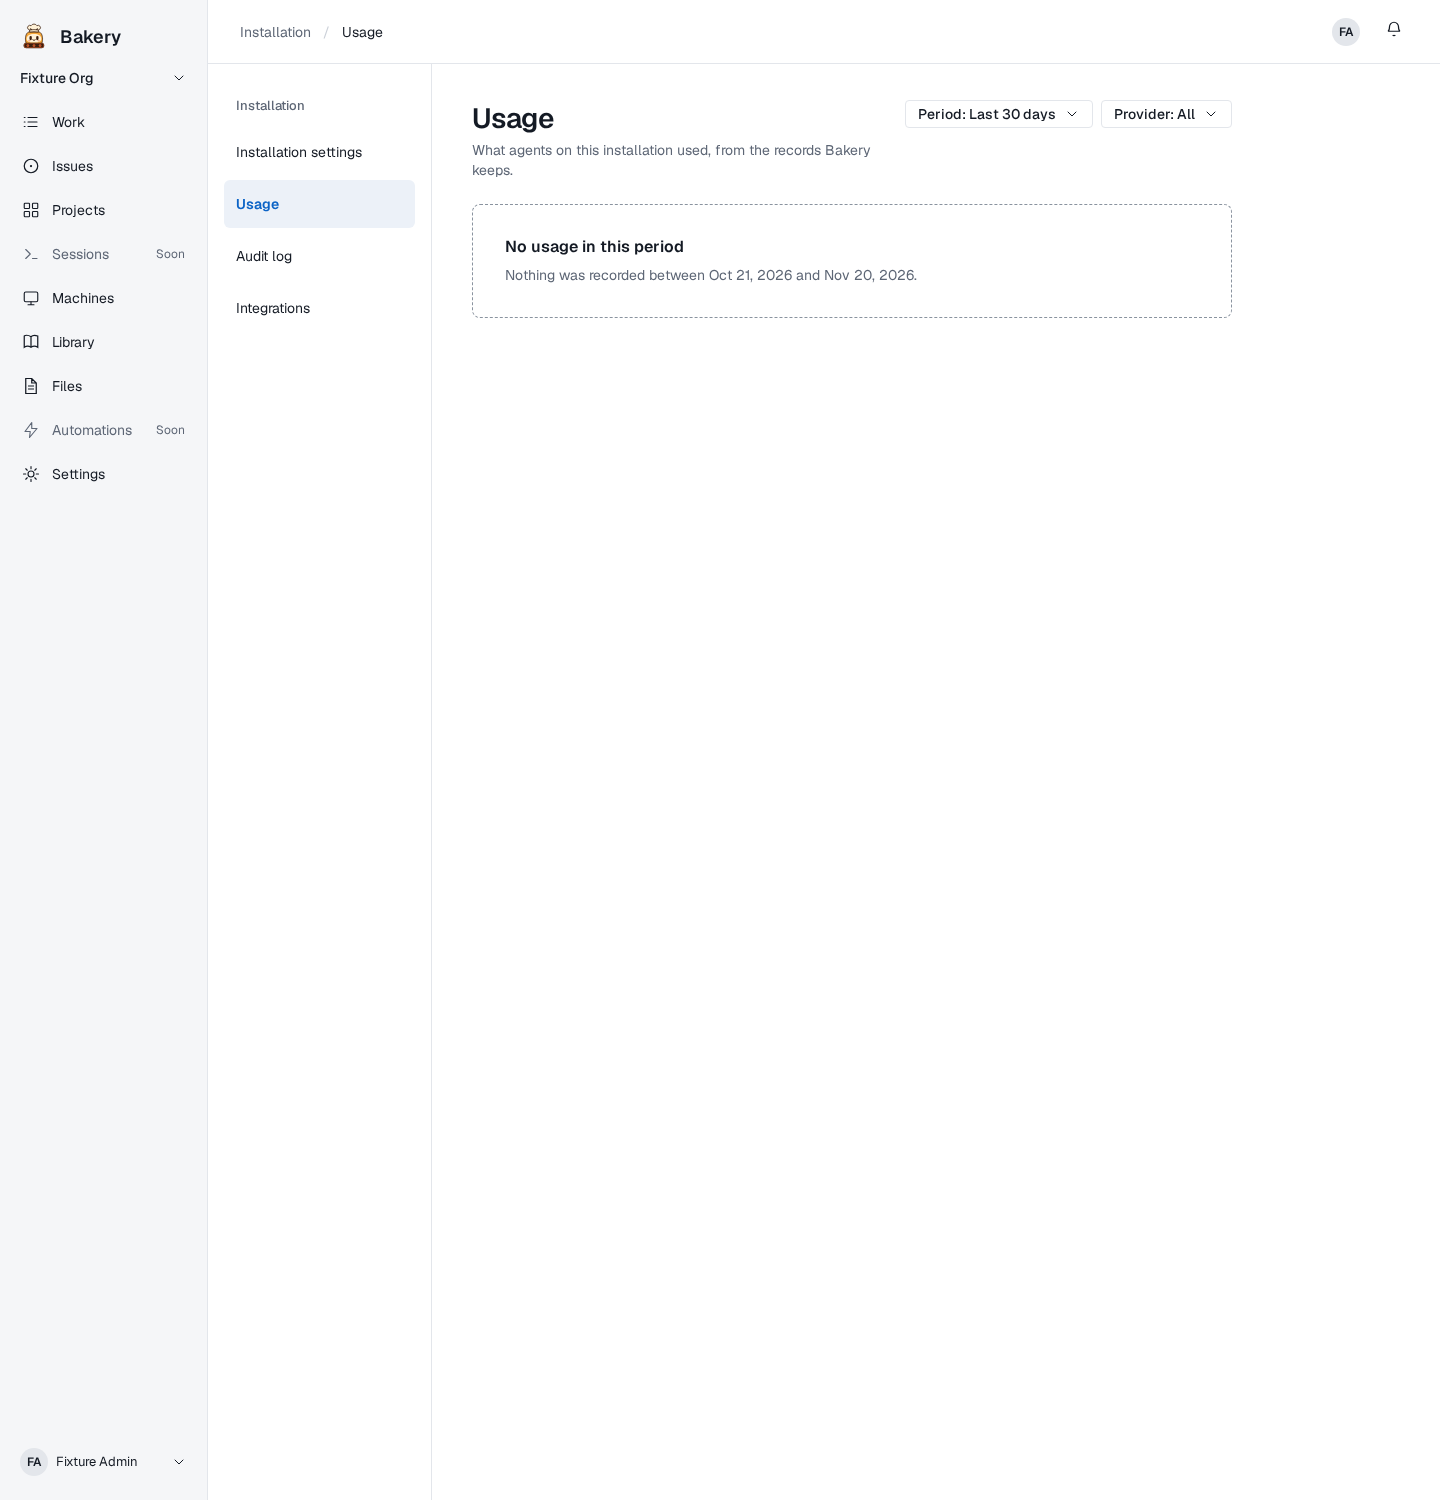 Bakery
Fixture Org
Work
Issues
Projects
Sessions Soon
Machines
Library
Files
Automations Soon
Settings
FA Fixture Admin
Installation / Usage
FA
Installation
Installation settings
Usage
Audit log
Integrations
Usage
What agents on this installation used, from the records Bakery
keeps.
Period: Last 30 days
Provider: All
No usage in this period
Nothing was recorded between Oct 21, 2026 and Nov 20, 2026.